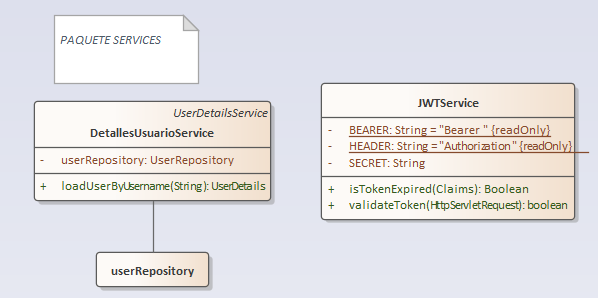 PAQUETE SERVICES
UserDetailsService
DetallesUsuarioService
- userRepository: UserRepository
+ loadUserByUsername(String): UserDetails
userRepository
JWTService
- BEARER: String = "Bearer " {readOnly}
- HEADER: String = "Authorization" {readOnly}
- SECRET: String
+ isTokenExpired(Claims): Boolean
+ validateToken(HttpServletRequest): boolean